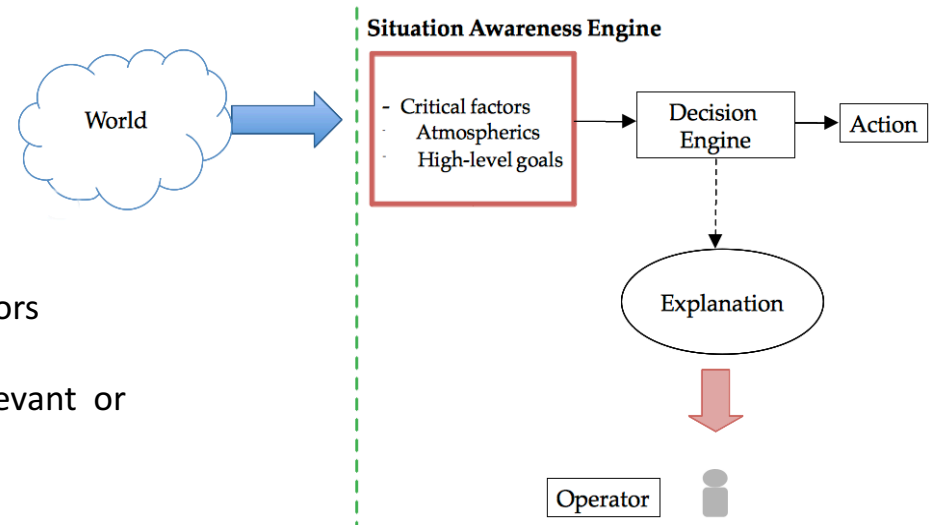 Situation Awareness Engine
World
- Critical factors
- Atmospherics
- High-level goals
Decision
Engine
Action
Explanation
ors
evant or
Operator